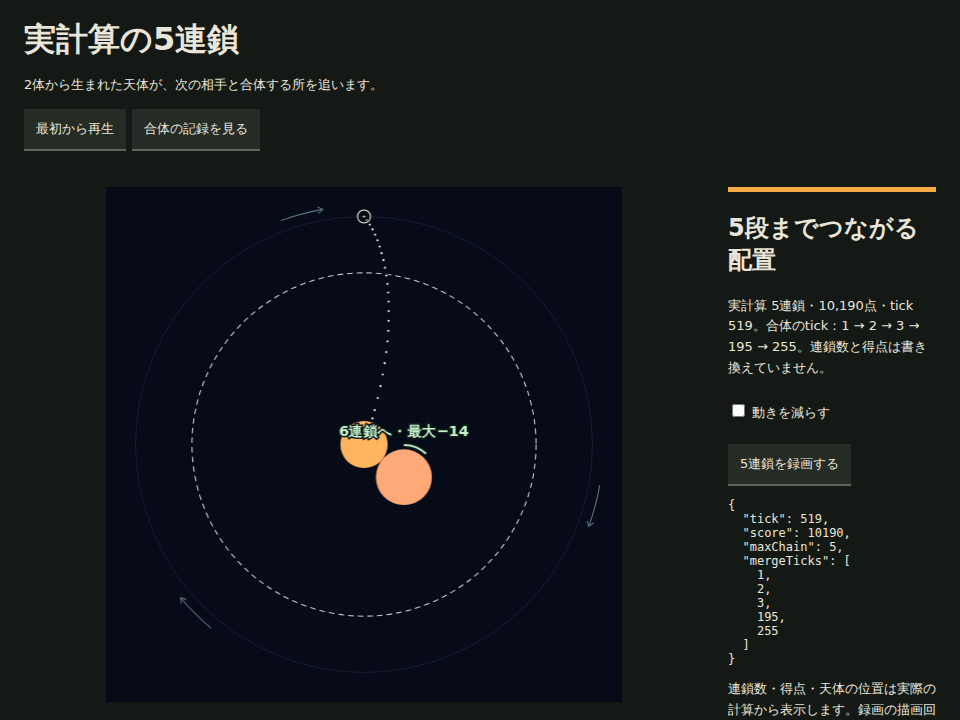 実計算の5連鎖
2体から生まれた天体が、次の相手と合体する所を追います。
最初から再生
合体の記録を見る
6連鎖へ・最大−14
5段までつながる
配置
実計算 5連鎖・10,190点・tick
519。合体のtick：1 → 2 → 3 →
195 → 255。連鎖数と得点は書き
換えていません。
動きを減らす
5連鎖を録画する
{
  "tick": 519,
  "score": 10190,
  "maxChain": 5,
  "mergeTicks": [
    1,
    2,
    3,
    195,
    255
  ]
}
連鎖数・得点・天体の位置は実際の
計算から表示します。録画の描画回